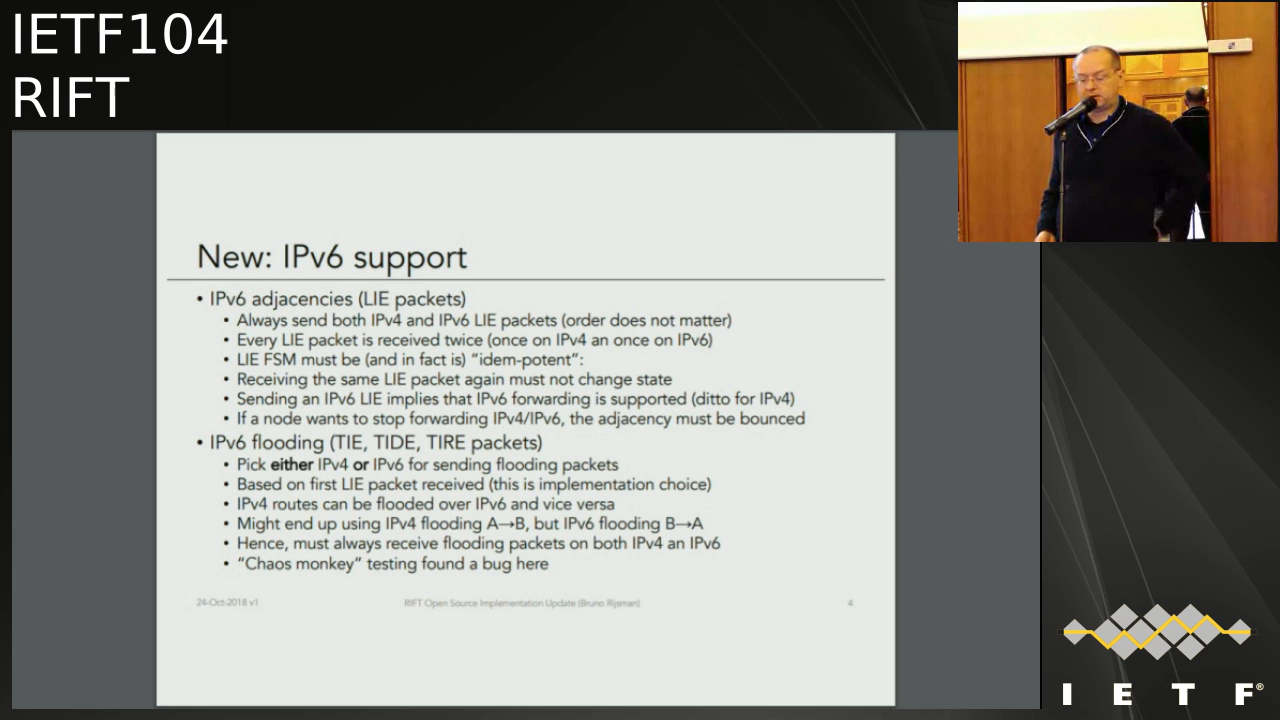 IETF104
RIFT
New: IPv6 support
• IPv6 adjacencies (LIE packets)
• Always send both IPv4 and IPv6 LIE packets (order does not matter)
• Every LIE packet is received twice (once on IPv4 an once on IPv6)
• LIE FSM must be (and in fact is) “idem-potent”:
• Receiving the same LIE packet again must not change state
• Sending an IPv6 LIE implies that IPv6 forwarding is supported (ditto for IPv4)
• If a node wants to stop forwarding IPv4/IPv6, the adjacency must be bounced
• IPv6 flooding (TIE, TIDE, TIRE packets)
• Pick either IPv4 or IPv6 for sending flooding packets
• Based on first LIE packet received (this is implementation choice)
• IPv4 routes can be flooded over IPv6 and vice versa
• Might end up using IPv4 flooding A→B, but IPv6 flooding B→A
• Hence, must always receive flooding packets on both IPv4 an IPv6
• “Chaos monkey” testing found a bug here
24-Oct-2018 v1
RIFT Open Source Implementation Update (Bruno Rijsman)
4
I E T F®